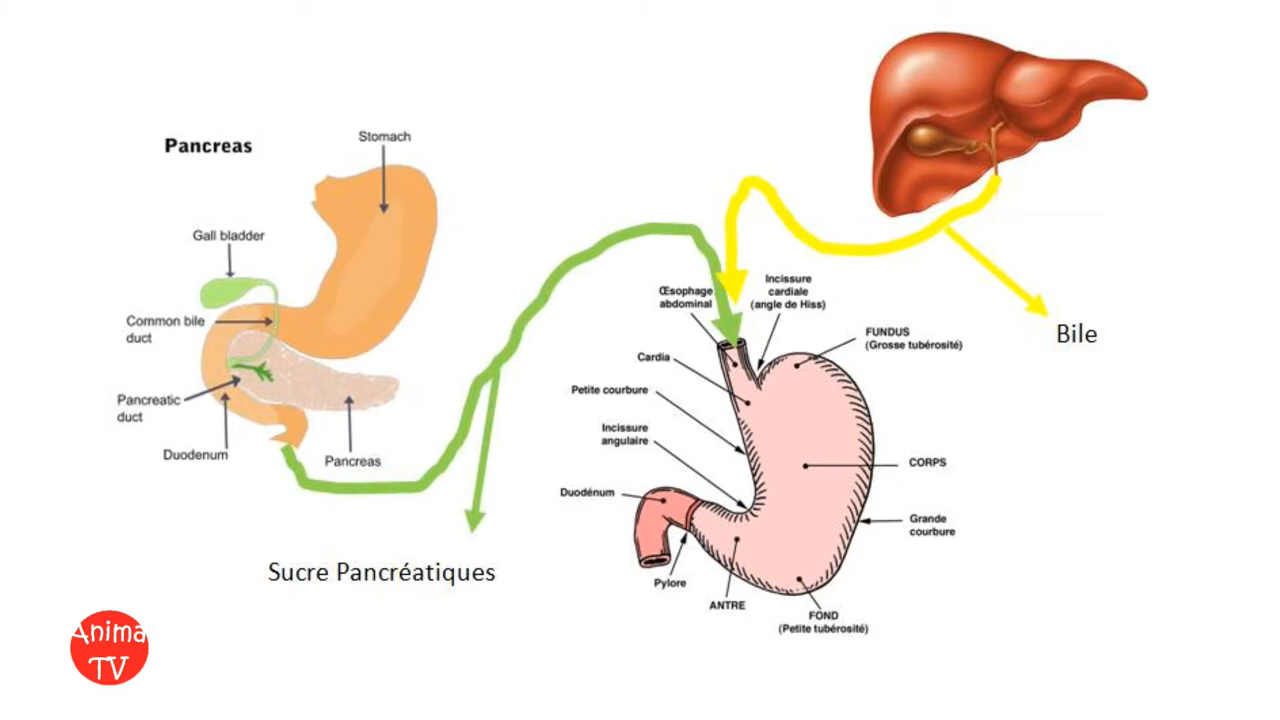 Pancreas
Stomach
Gall bladder
Common bile
duct
Pancreatic
duct
Duodenum
Pancreas
Sucre Pancréatiques
Anima
TV
Œsophage
abdominal
Incissure
cardiale
(angle de Hiss)
Cardia
FUNDUS
(Grosse tubérosité)
Petite courbure
Incissure
angulaire
CORPS
Duodénum
Grande
courbure
Pylore
ANTRE
FOND
(Petite tubérosité)
Bile